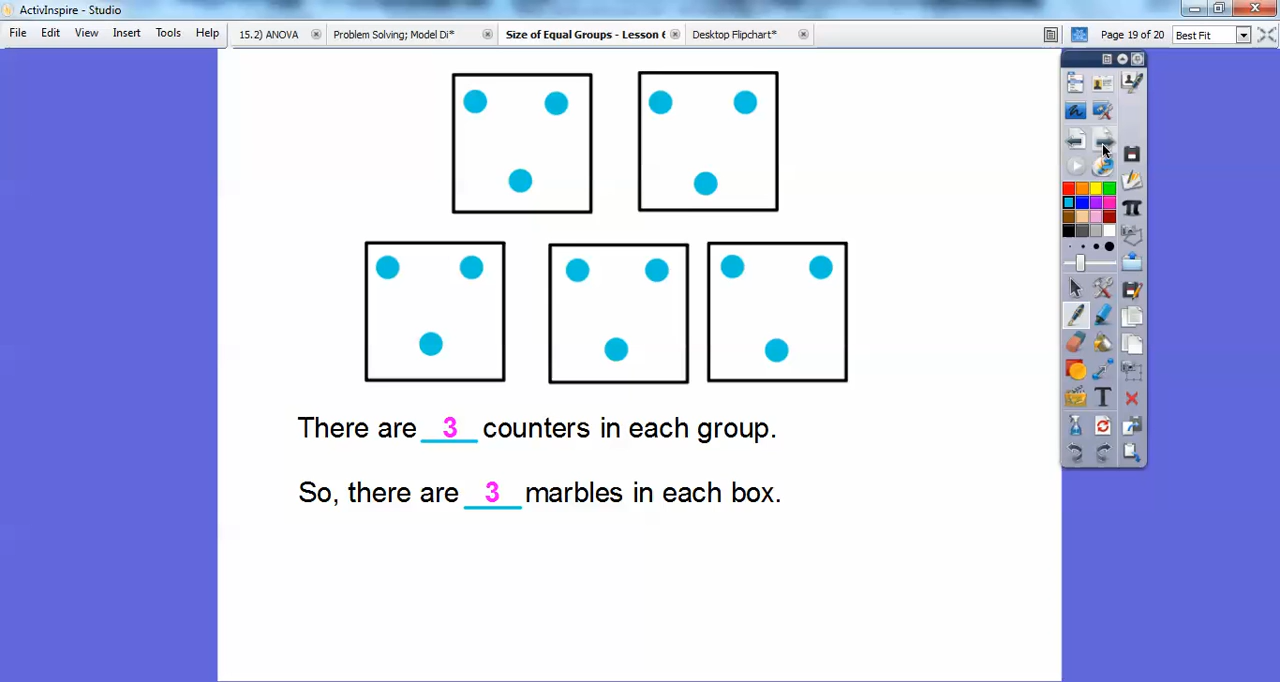 ActivInspire - Studio
File Edit View Insert Tools Help
15.2) ANOVA Problem Solving; Model Di* Size of Equal Groups - Lesson 6 Desktop Flipchart* Page 19 of 20 Best Fit
There are 3 counters in each group.
So, there are 3 marbles in each box.